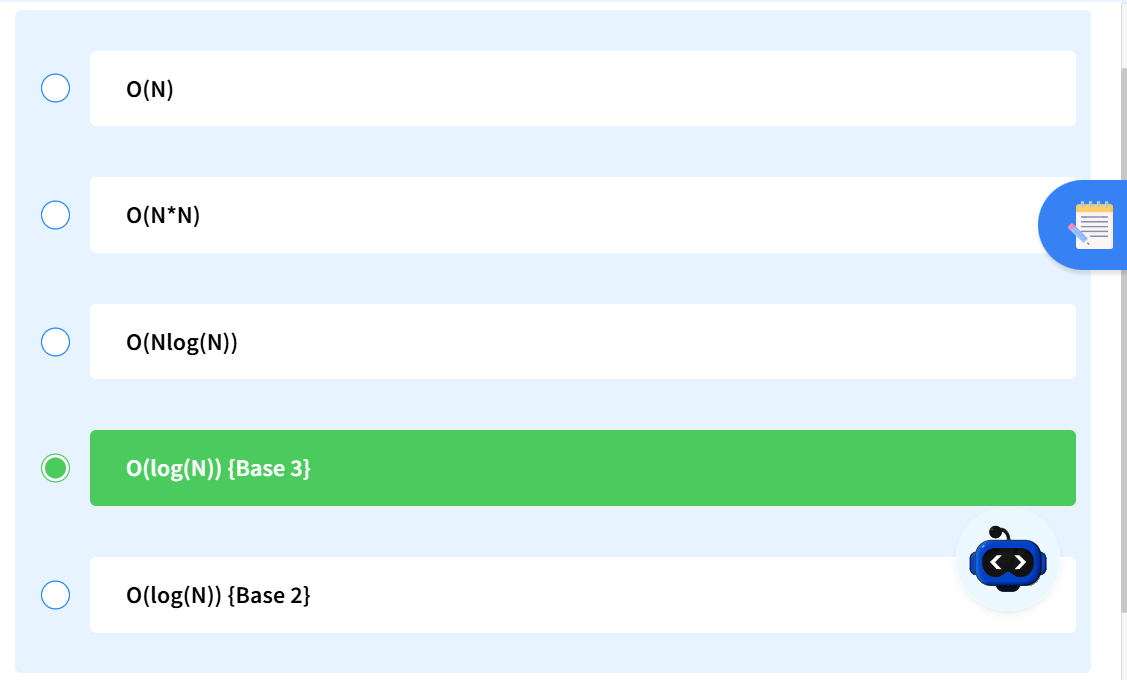 O(N)
O(N*N)
O(Nlog(N))
O(log(N)) {Base 3}
O(log(N)) {Base 2}